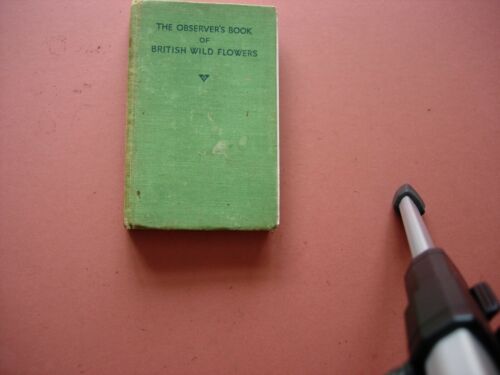 THE OBSERVER'S BOOK
OF
BRITISH WILD FLOWERS